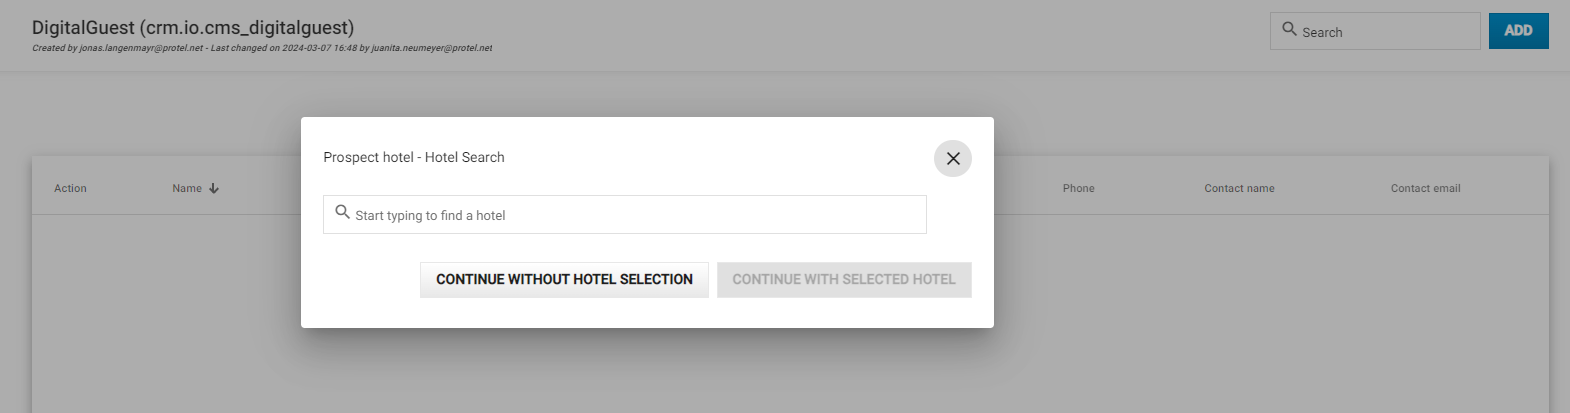 DigitalGuest (crm.io.cms_digitalguest)
Created by jonas.langenmayr@protel.net - Last changed on 2024-03-07 16:48 by juanita.neumeyer@protel.net
Search
ADD
Prospect hotel - Hotel Search
Start typing to find a hotel
CONTINUE WITHOUT HOTEL SELECTION
CONTINUE WITH SELECTED HOTEL
Action
Name
Phone
Contact name
Contact email